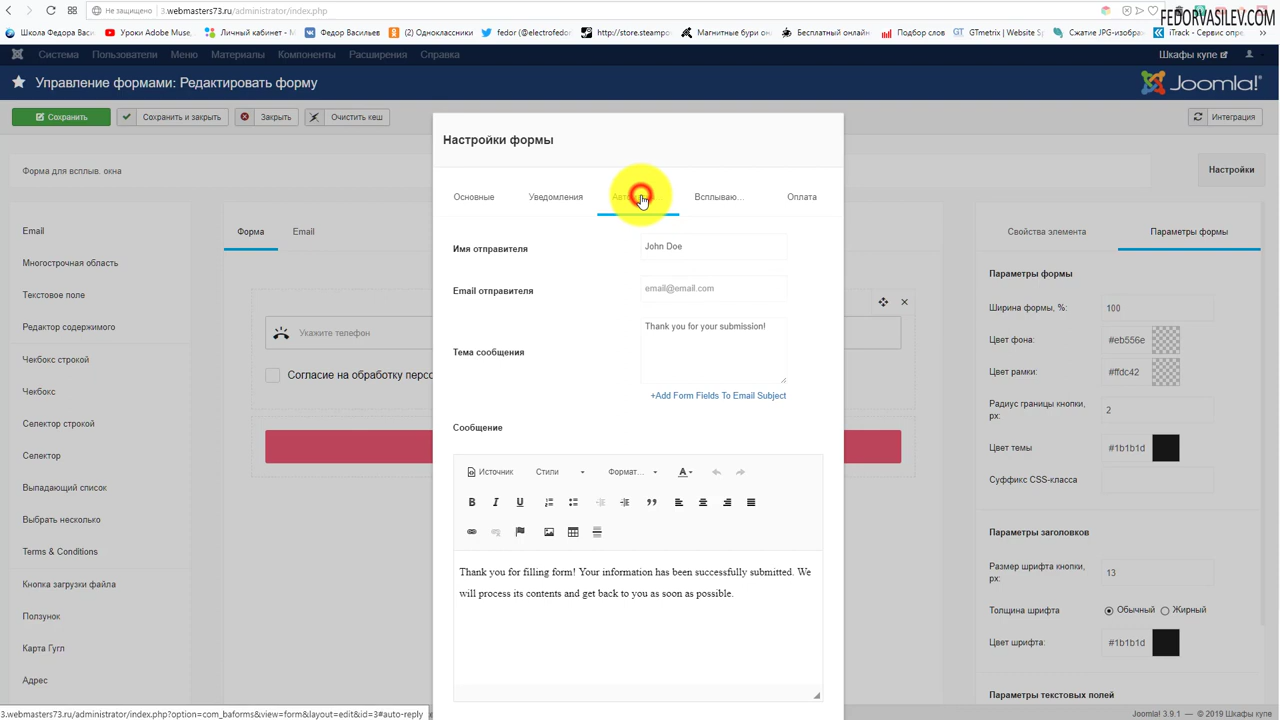 Не защищено
3.webmasters73.ru/administrator/index.php
FEDORVASILEV.COM
Школа Федора Вас
Уроки Adobe Muse,
Личный кабинет - М
Федор Васильев
(2) Одноклассники
fedor (@electrofedo
http://store.steampo
Магнитные бури он
Бесплатный онлайн
Подбор слов
GTmetrix | Website S
Сжатие JPG-изобра
iTrack - Сервис опре
Система
Пользователи
Меню
Материалы
Компоненты
Расширения
Справка
Шкафы купе
Управление формами: Редактировать форму
Joomla!
Сохранить
Сохранить и закрыть
Закрыть
Очистить кеш
Интеграция
Форма для всплыв. окна
Настройки
Email
Многострочная область
Текстовое поле
Редактор содержимого
Чекбокс строкой
Чекбокс
Селектор строкой
Селектор
Выпадающий список
Выбрать несколько
Terms & Conditions
Кнопка загрузки файла
Ползунок
Карта Гугл
Адрес
Форма
Email
Укажите телефон
Согласие на обработку персо
Настройки формы
Основные
Уведомления
Всплываю...
Оплата
Имя отправителя
John Doe
Email отправителя
email@email.com
Тема сообщения
Thank you for your submission!
+Add Form Fields To Email Subject
Сообщение
Источник
Стили
Формат...
A
B
I
U
Thank you for filling form! Your information has been successfully submitted. We
will process its contents and get back to you as soon as possible.
Свойства элемента
Параметры формы
Параметры формы
Ширина формы, %:
100
Цвет фона:
#eb556e
Цвет рамки:
#ffdc42
Радиус границы кнопки,
px:
2
Цвет темы
#1b1b1d
Суффикс CSS-класса
Параметры заголовков
Размер шрифта кнопки,
px:
13
Толщина шрифта
Обычный
Жирный
Цвет шрифта:
#1b1b1d
Параметры текстовых полей
3.webmasters73.ru/administrator/index.php?option=com_baforms&view=form&layout=edit&id=3#auto-reply
Joomla! 3.9.1 — © 2019 Шкафы купе